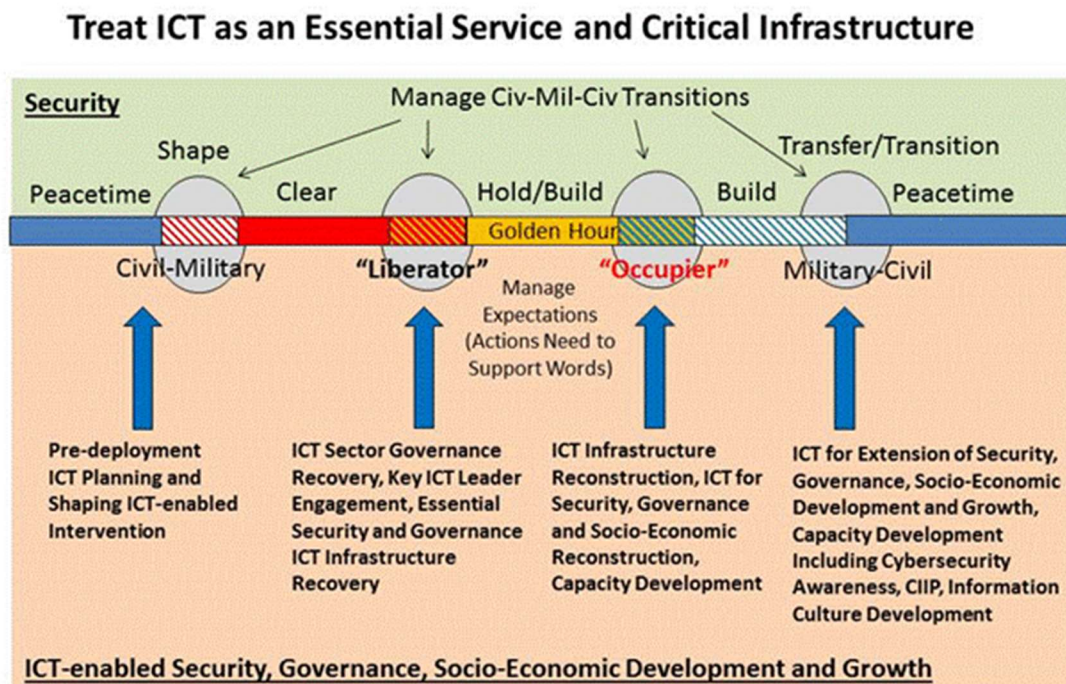 Treat ICT as an Essential Service and Critical Infrastructure
Security
Manage Civ-Mil-Civ Transitions
Shape
Transfer/Transition
Peacetime
Clear
Hold/Build
Build
Peacetime
Golden Hour
Civil-Military
“Liberator”
“Occupier”
Military-Civil
Manage
Expectations
(Actions Need to
Support Words)
Pre-deployment
ICT Planning and
Shaping ICT-enabled
Intervention
ICT Sector Governance
Recovery, Key ICT Leader
Engagement, Essential
Security and Governance
ICT Infrastructure
Recovery
ICT Infrastructure
Reconstruction, ICT for
Security, Governance
and Socio-Economic
Reconstruction,
Capacity Development
ICT for Extension of Security,
Governance, Socio-Economic
Development and Growth,
Capacity Development
Including Cybersecurity
Awareness, CIIP, Information
Culture Development
ICT-enabled Security, Governance, Socio-Economic Development and Growth